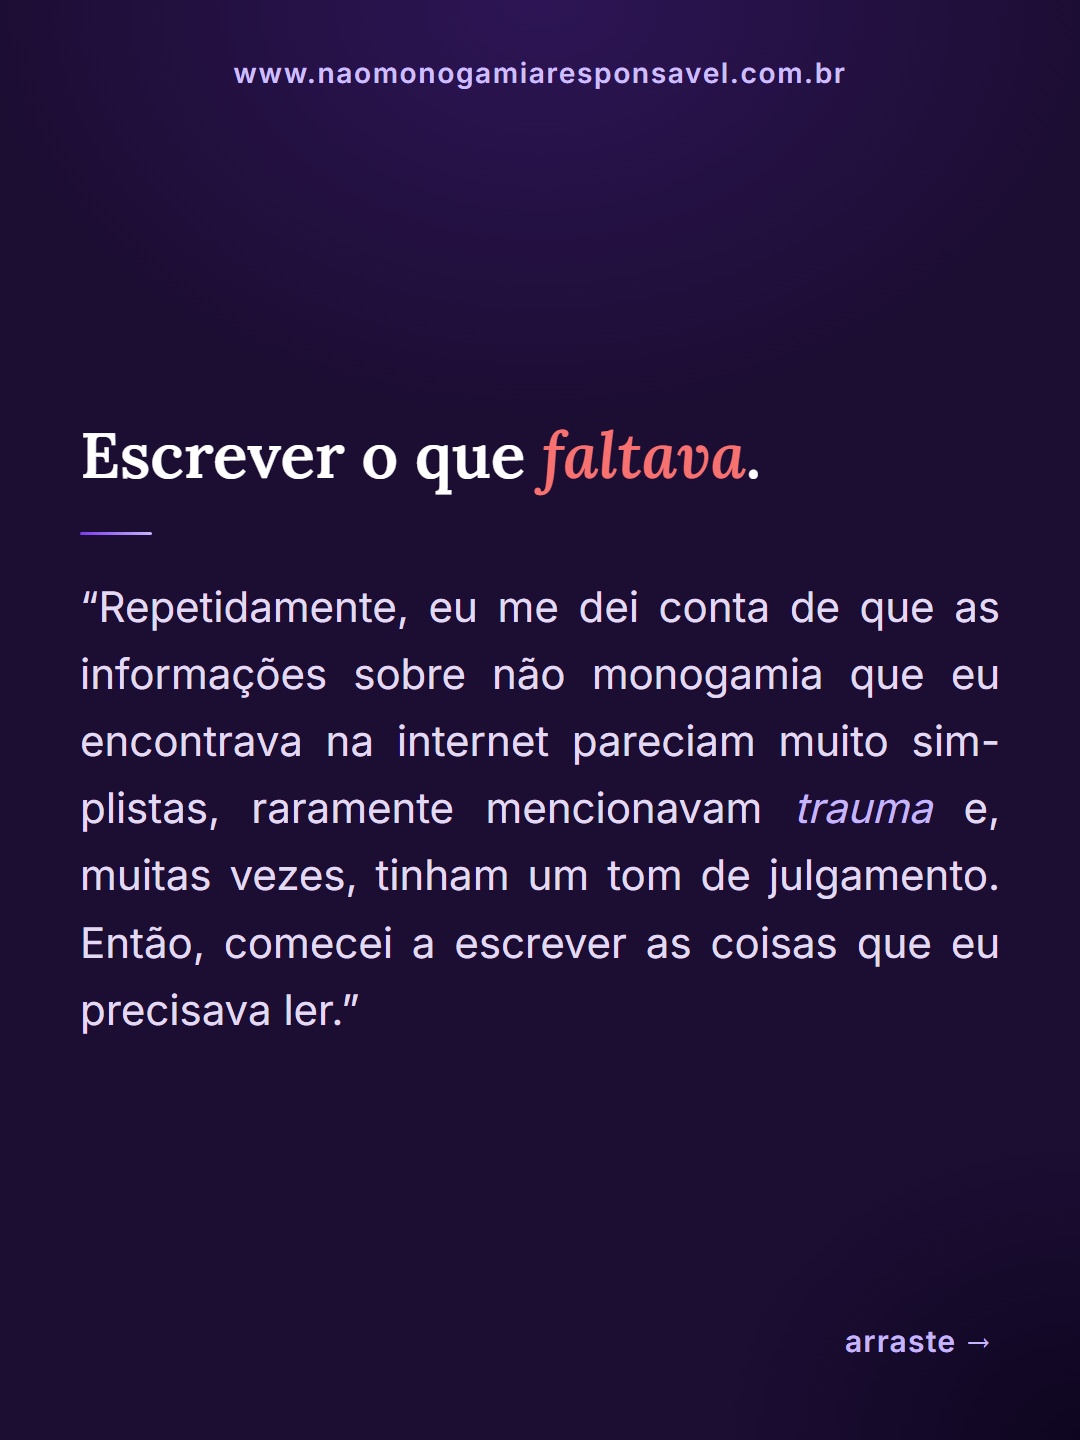 www.naomonogamiaresponsavel.com.br
Escrever o que faltava.
“Repetidamente, eu me dei conta de que as
informações sobre não monogamia que eu
encontrava na internet pareciam muito sim-
plistas, raramente mencionavam trauma e,
muitas vezes, tinham um tom de julgamento.
Então, comecei a escrever as coisas que eu
precisava ler.”
arraste →